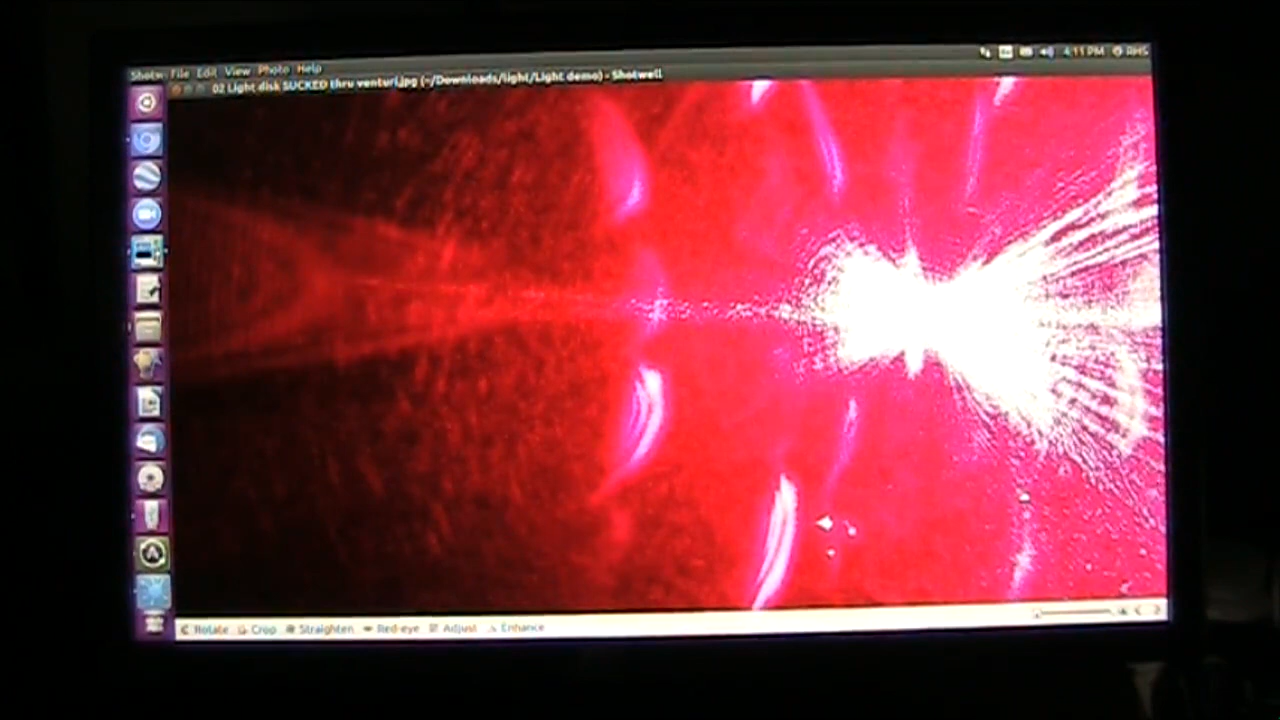 Shotw File Edit View Photo Help 4:11 PM RHS
02 Light disk SUCKED thru venturi.jpg (~/Downloads/light/Light demo) - Shotwell
Rotate Crop Straighten Red-eye Adjust Enhance